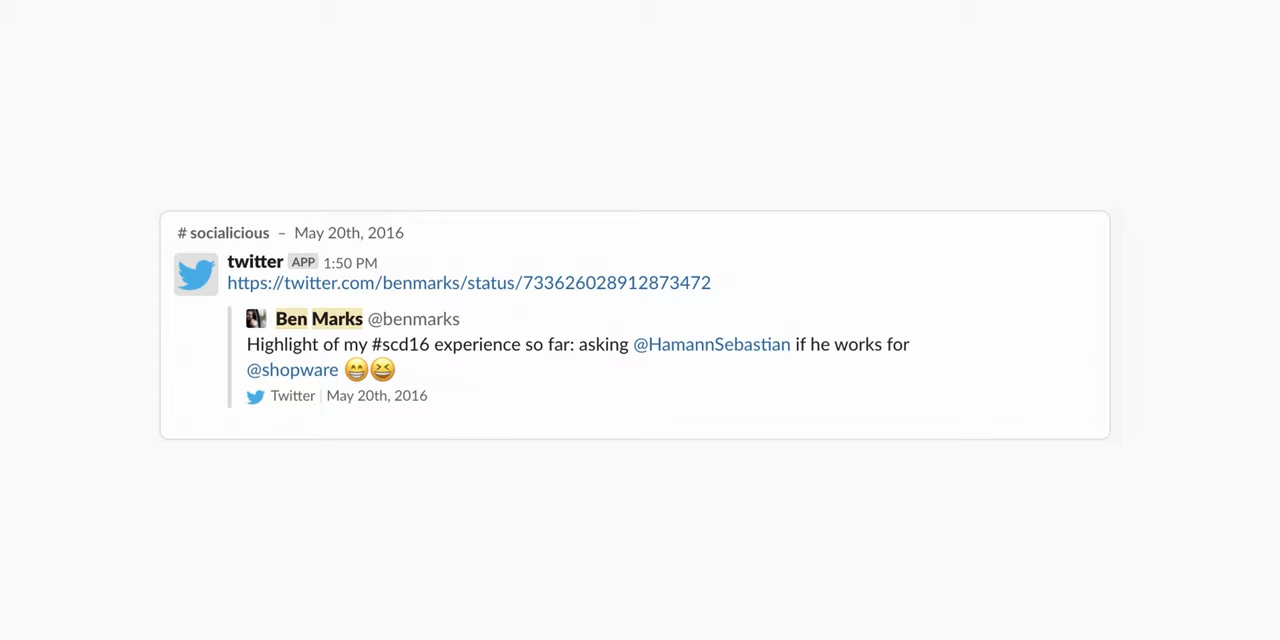 # socialicious – May 20th, 2016
twitter APP 1:50 PM
https://twitter.com/benmarks/status/733626028912873472
Ben Marks @benmarks
Highlight of my #scd16 experience so far: asking @HamannSebastian if he works for
@shopware 😁😆
Twitter | May 20th, 2016